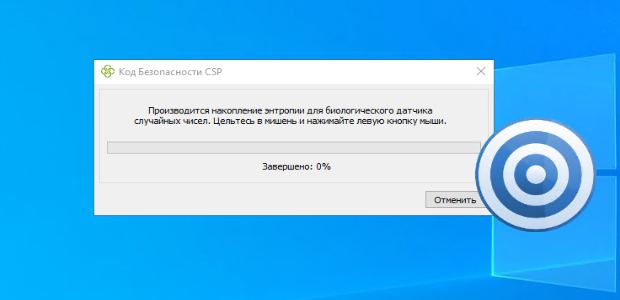 Код Безопасности CSP
Производится накопление энтропии для биологического датчика
случайных чисел. Цельтесь в мишень и нажимайте левую кнопку мыши.
Завершено: 0%
Отменить